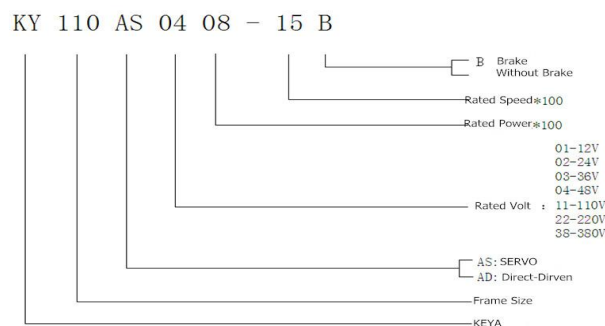 KY 110 AS 04 08 - 15 B
B Brake
Without Brake
Rated Speed*100
Rated Power*100
01-12V
02-24V
03-36V
04-48V
Rated Volt : 11-110V
22-220V
38-380V
AS: SERVO
AD: Direct-Dirven
Frame Size
KEYA